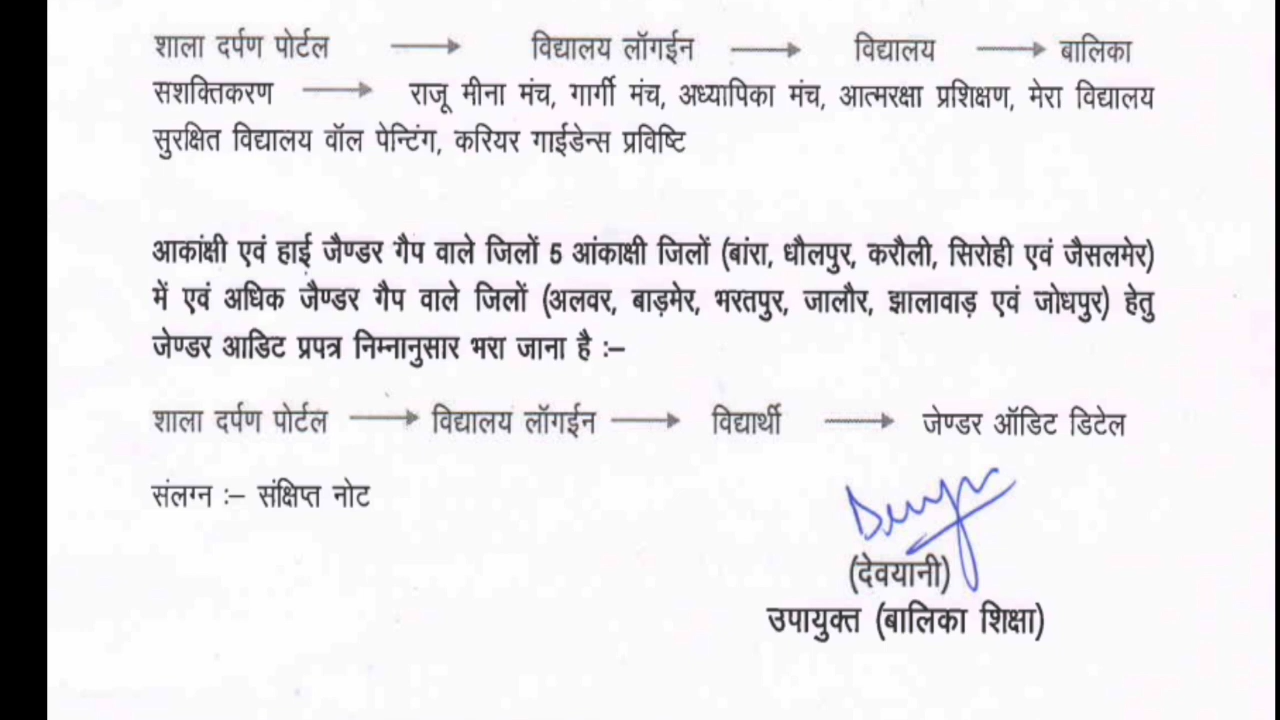 शाला दर्पण पोर्टल → विद्यालय लॉगईन → विद्यालय → बालिका
सशक्तिकरण → राजू मीना मंच, गार्गी मंच, अध्यापिका मंच, आत्मरक्षा प्रशिक्षण, मेरा विद्यालय
सुरक्षित विद्यालय वॉल पेन्टिंग, करियर गाईडेन्स प्रविष्टि
आकांक्षी एवं हाई जैण्डर गैप वाले जिलों 5 आंकाक्षी जिलों (बांरा, धौलपुर, करौली, सिरोही एवं जैसलमेर)
में एवं अधिक जैण्डर गैप वाले जिलों (अलवर, बाड़मेर, भरतपुर, जालौर, झालावाड़ एवं जोधपुर) हेतु
जेण्डर आडिट प्रपत्र निम्नानुसार भरा जाना है :–
शाला दर्पण पोर्टल → विद्यालय लॉगईन → विद्यार्थी → जेण्डर ऑडिट डिटेल
संलग्न :– संक्षिप्त नोट
(देवयानी)
उपायुक्त (बालिका शिक्षा)